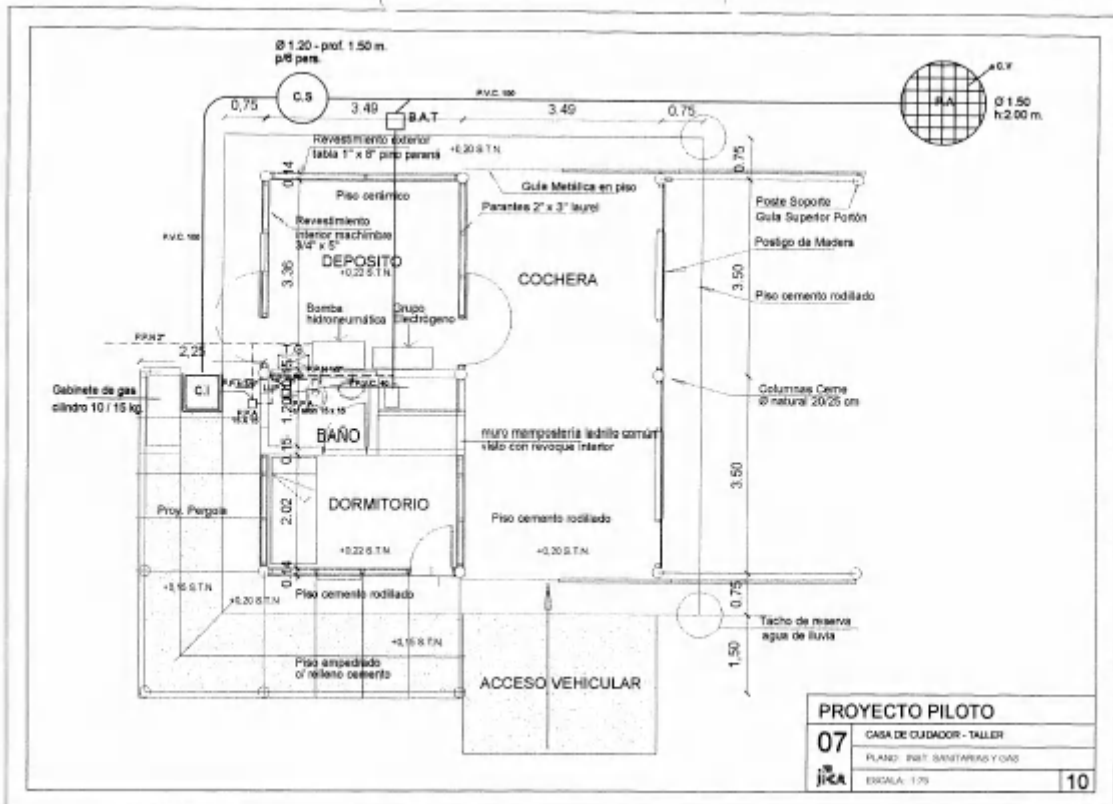 Ø 1.20 - prof. 1.50 m.
p/6 pers.
C.S
P.V.C. 100
C.V
Ø 1.50
h:2.00 m.
0,75
3.49
3.49
0.75
B.A.T
Revestimiento exterior
tabla 1" x 8" pino paraná
+0,20 S.T.N.
0.14
0.75
Piso cerámico
Guía Metálica en piso
Parantes 2" x 3" laurel
Poste Soporte
Guía Superior Portón
Revestimiento
interior machimbre
3/4" x 5"
P.V.C. 100
Postigo de Madera
DEPOSITO
+0,22 S.T.N.
3.36
COCHERA
3.50
Piso cemento rodillado
Bomba
hidroneumática
Grupo
Electrógeno
2,25
T G
0.15
Gabinete de gas
cilindro 10 / 15 kg.
C.I
Columnas Cerne
Ø natural 20/25 cm
1.20
BAÑO
muro mampostería ladrillo común
visto con revoque interior
0.15
3.50
Proy. Pergola
DORMITORIO
2.02
Piso cemento rodillado
+0,22 S.T.N.
+0,20 S.T.N.
0.14
Piso cemento rodillado
+0,15 S.T.N.
+0,20 S.T.N.
0.75
Tacho de reserva
agua de lluvia
+0,15 S.T.N.
1,50
Piso empedrado
c/ relleno cemento
ACCESO VEHICULAR
PROYECTO PILOTO
07
CASA DE CUIDADOR - TALLER
PLANO: INST. SANITARIAS Y GAS
jICA
ESCALA: 1:75
10